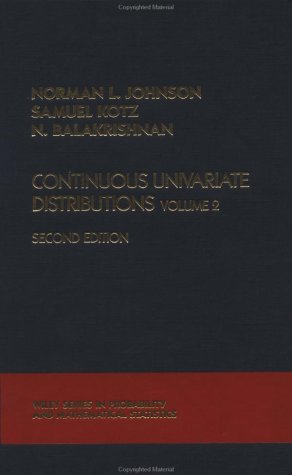 NORMAN L. JOHNSON
SAMUEL KOTZ
N. BALAKRISHNAN
CONTINUOUS UNIVARIATE
DISTRIBUTIONS VOLUME 2
SECOND EDITION
WILEY SERIES IN PROBABILITY
AND MATHEMATICAL STATISTICS